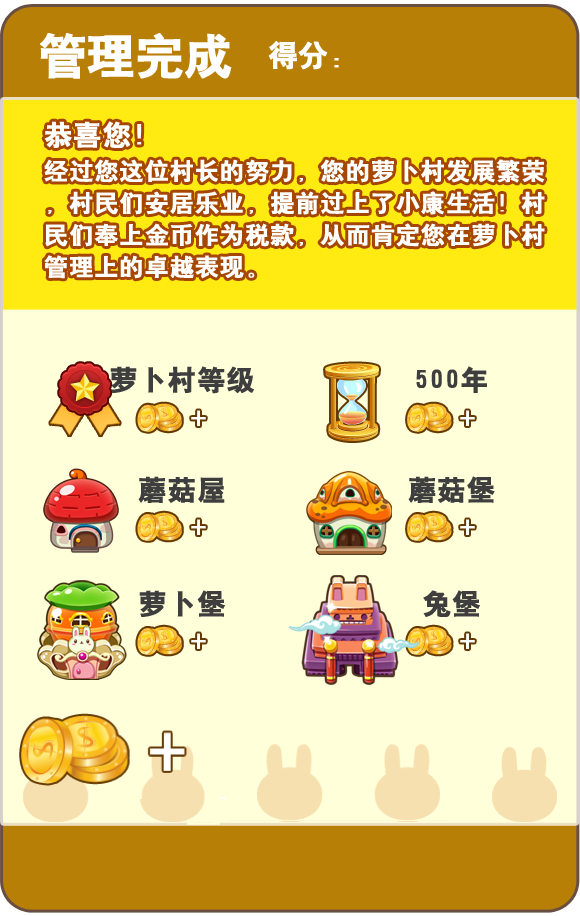 管理完成 得分：
恭喜您！
经过您这位村长的努力，您的萝卜村发展繁荣
，村民们安居乐业，提前过上了小康生活！村
民们奉上金币作为税款，从而肯定您在萝卜村
管理上的卓越表现。
萝卜村等级 500年
+ +
蘑菇屋 蘑菇堡
+ +
萝卜堡 兔堡
+ +
+